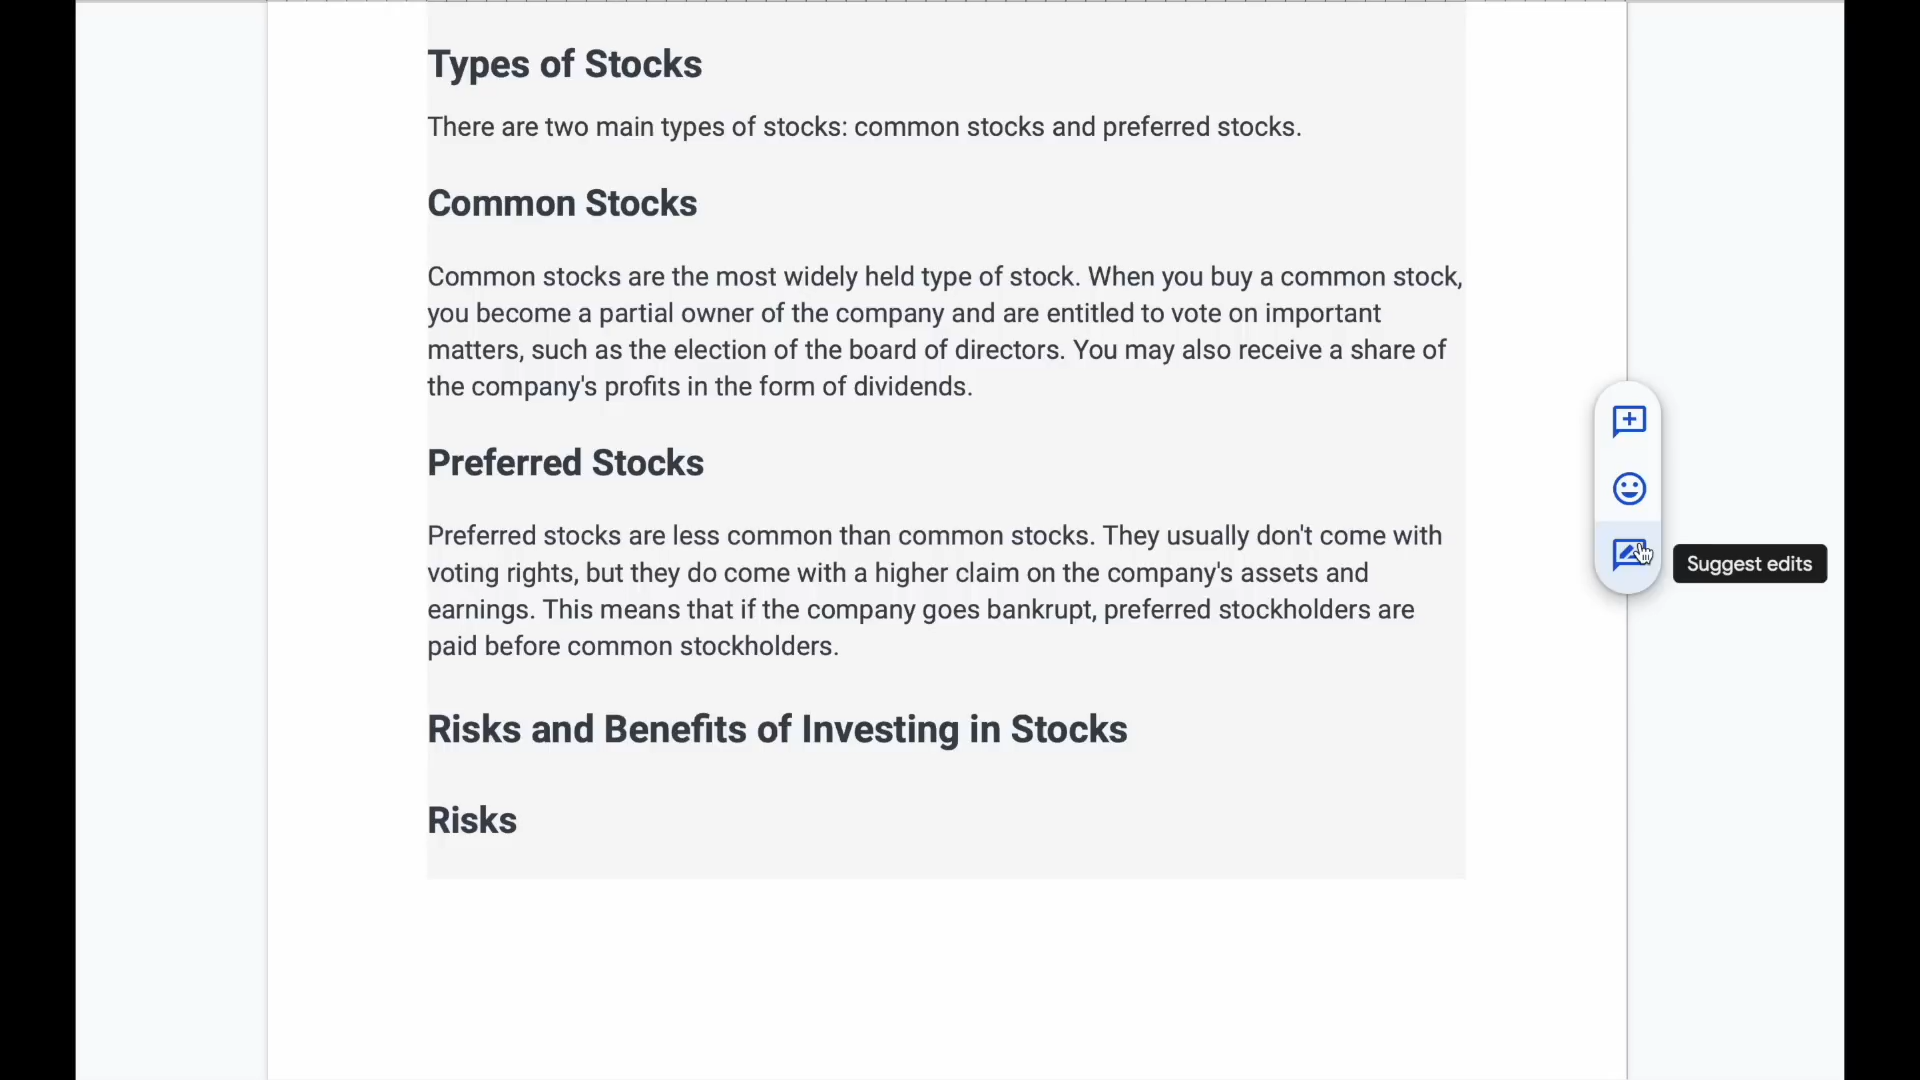 Types of Stocks
There are two main types of stocks: common stocks and preferred stocks.
Common Stocks
Common stocks are the most widely held type of stock. When you buy a common stock,
you become a partial owner of the company and are entitled to vote on important
matters, such as the election of the board of directors. You may also receive a share of
the company's profits in the form of dividends.
Preferred Stocks
Preferred stocks are less common than common stocks. They usually don't come with
voting rights, but they do come with a higher claim on the company's assets and
earnings. This means that if the company goes bankrupt, preferred stockholders are
paid before common stockholders.
Suggest edits
Risks and Benefits of Investing in Stocks
Risks